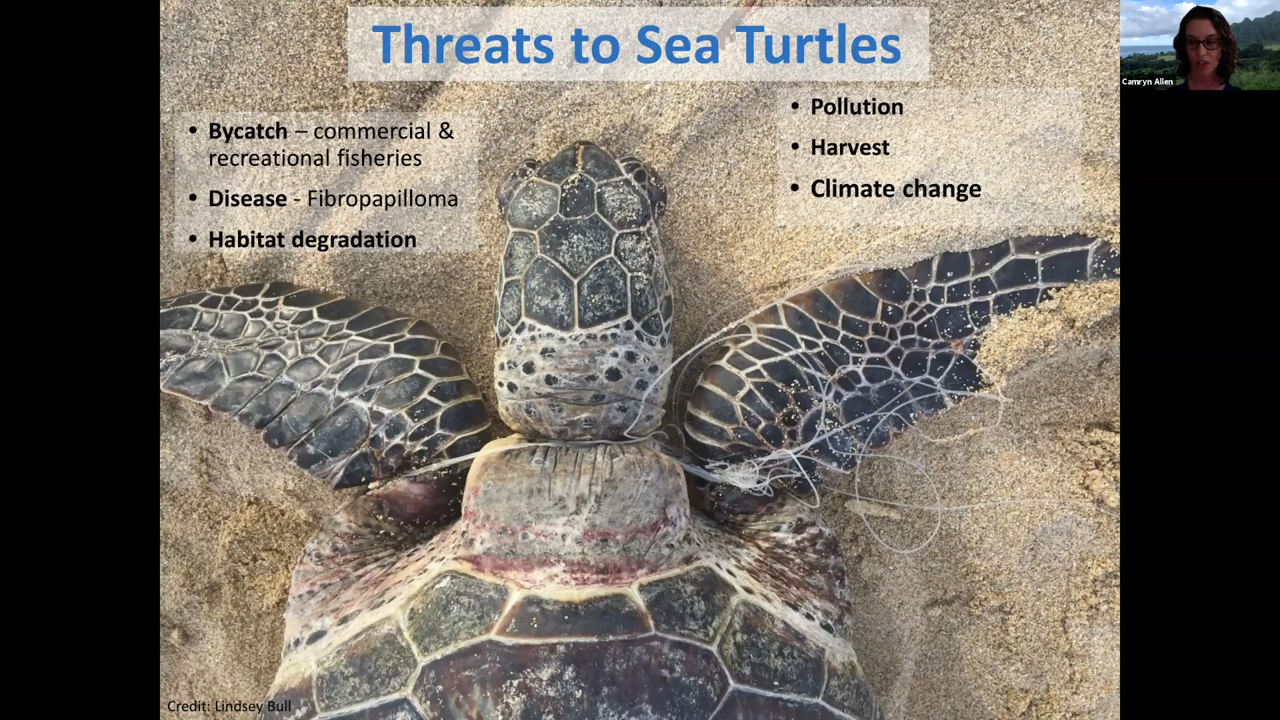 Threats to Sea Turtles
• Bycatch – commercial &
recreational fisheries
• Disease - Fibropapilloma
• Habitat degradation
• Pollution
• Harvest
• Climate change
Credit: Lindsey Bull
Camryn Allen